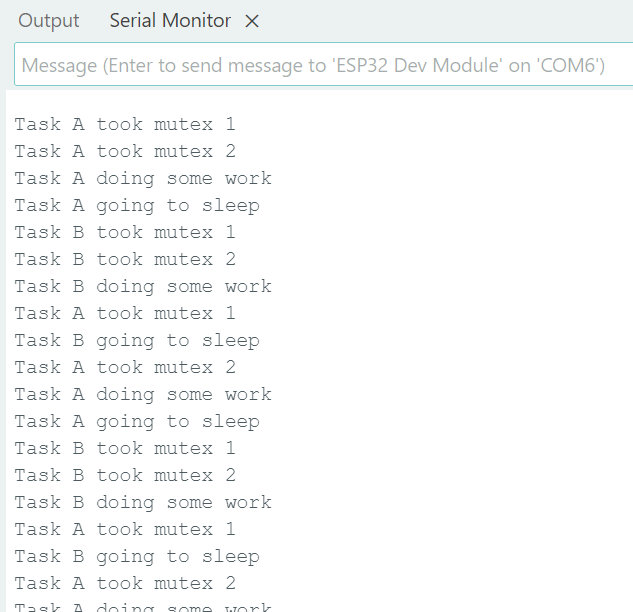 Output Serial Monitor ×
Message (Enter to send message to 'ESP32 Dev Module' on 'COM6')
Task A took mutex 1
Task A took mutex 2
Task A doing some work
Task A going to sleep
Task B took mutex 1
Task B took mutex 2
Task B doing some work
Task A took mutex 1
Task B going to sleep
Task A took mutex 2
Task A doing some work
Task A going to sleep
Task B took mutex 1
Task B took mutex 2
Task B doing some work
Task A took mutex 1
Task B going to sleep
Task A took mutex 2
Task A doing some work